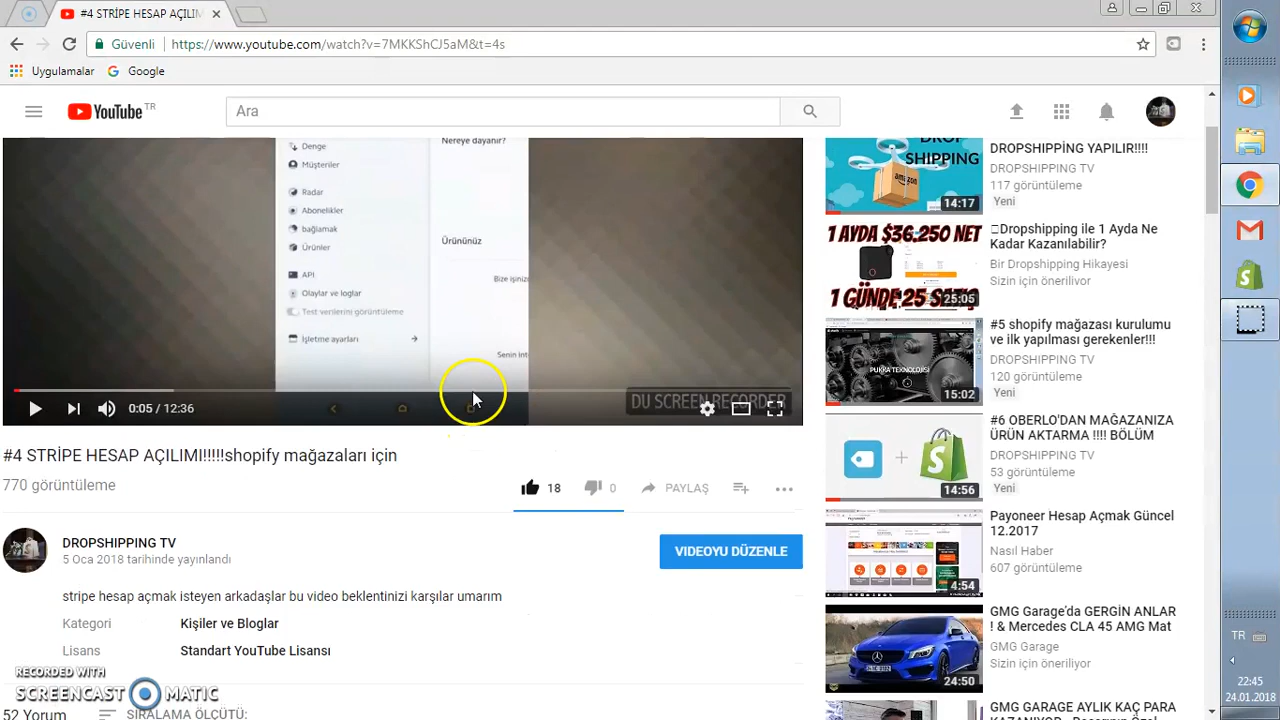 #4 STRİPE HESAP AÇILIM
Güvenli
https://www.youtube.com/watch?v=7MKKShCJ5aM&t=4s
Uygulamalar
Google
YouTube TR
Ara
Denge
Müşteriler
Radar
Abonelikler
bağlamak
Ürünler
API
Olaylar ve loglar
Test verilerini görüntüleme
İşletme ayarları
Nereye dayanır?
Ürününüz
Bize işiniz
Senin int
DU SCREEN RECORDER
0:05 / 12:36
#4 STRİPE HESAP AÇILIMI!!!!!shopify mağazaları için
770 görüntüleme
18
0
PAYLAŞ
DROPSHIPPING
5 Oca 2018 tarihinde
VIDEOYU DÜZENLE
stripe hesap açmak isteyen
bu video beklentinizi karşılar umarım
Kategori
Kişiler ve Bloglar
Lisans
Standart YouTube Lisansı
RECORDED WITH
SCREENCAST MATIC
52 Yorum
SIRALAMA ÖLÇÜTÜ:
DROP
SHIPPING
amazon
14:17
DROPSHIPPİNG YAPILIR!!!!
DROPSHIPPING TV
117 görüntüleme
Yeni
1 AYDA $36.250 NET
1 GÜNDE 25 SATIŞ
25:05
Dropshipping ile 1 Ayda Ne
Kadar Kazanılabilir?
Bir Dropshipping Hikayesi
Sizin için öneriliyor
PUKKA TEKNOLOJİSİ
15:02
#5 shopify mağazası kurulumu
ve ilk yapılması gerekenler!!!
DROPSHIPPING TV
120 görüntüleme
14:56
#6 OBERLO'DAN MAĞAZANIZA
ÜRÜN AKTARMA !!!! BÖLÜM
DROPSHIPPING TV
53 görüntüleme
Yeni
4:54
Payoneer Hesap Açmak Güncel
12.2017
Nasıl Haber
607 görüntüleme
24:50
GMG Garage'da GERGİN ANLAR
! & Mercedes CLA 45 AMG Mat
GMG Garage
Sizin için öneriliyor
GMG GARAGE AYLIK KAÇ PARA
TR
22:45
24.01.2018